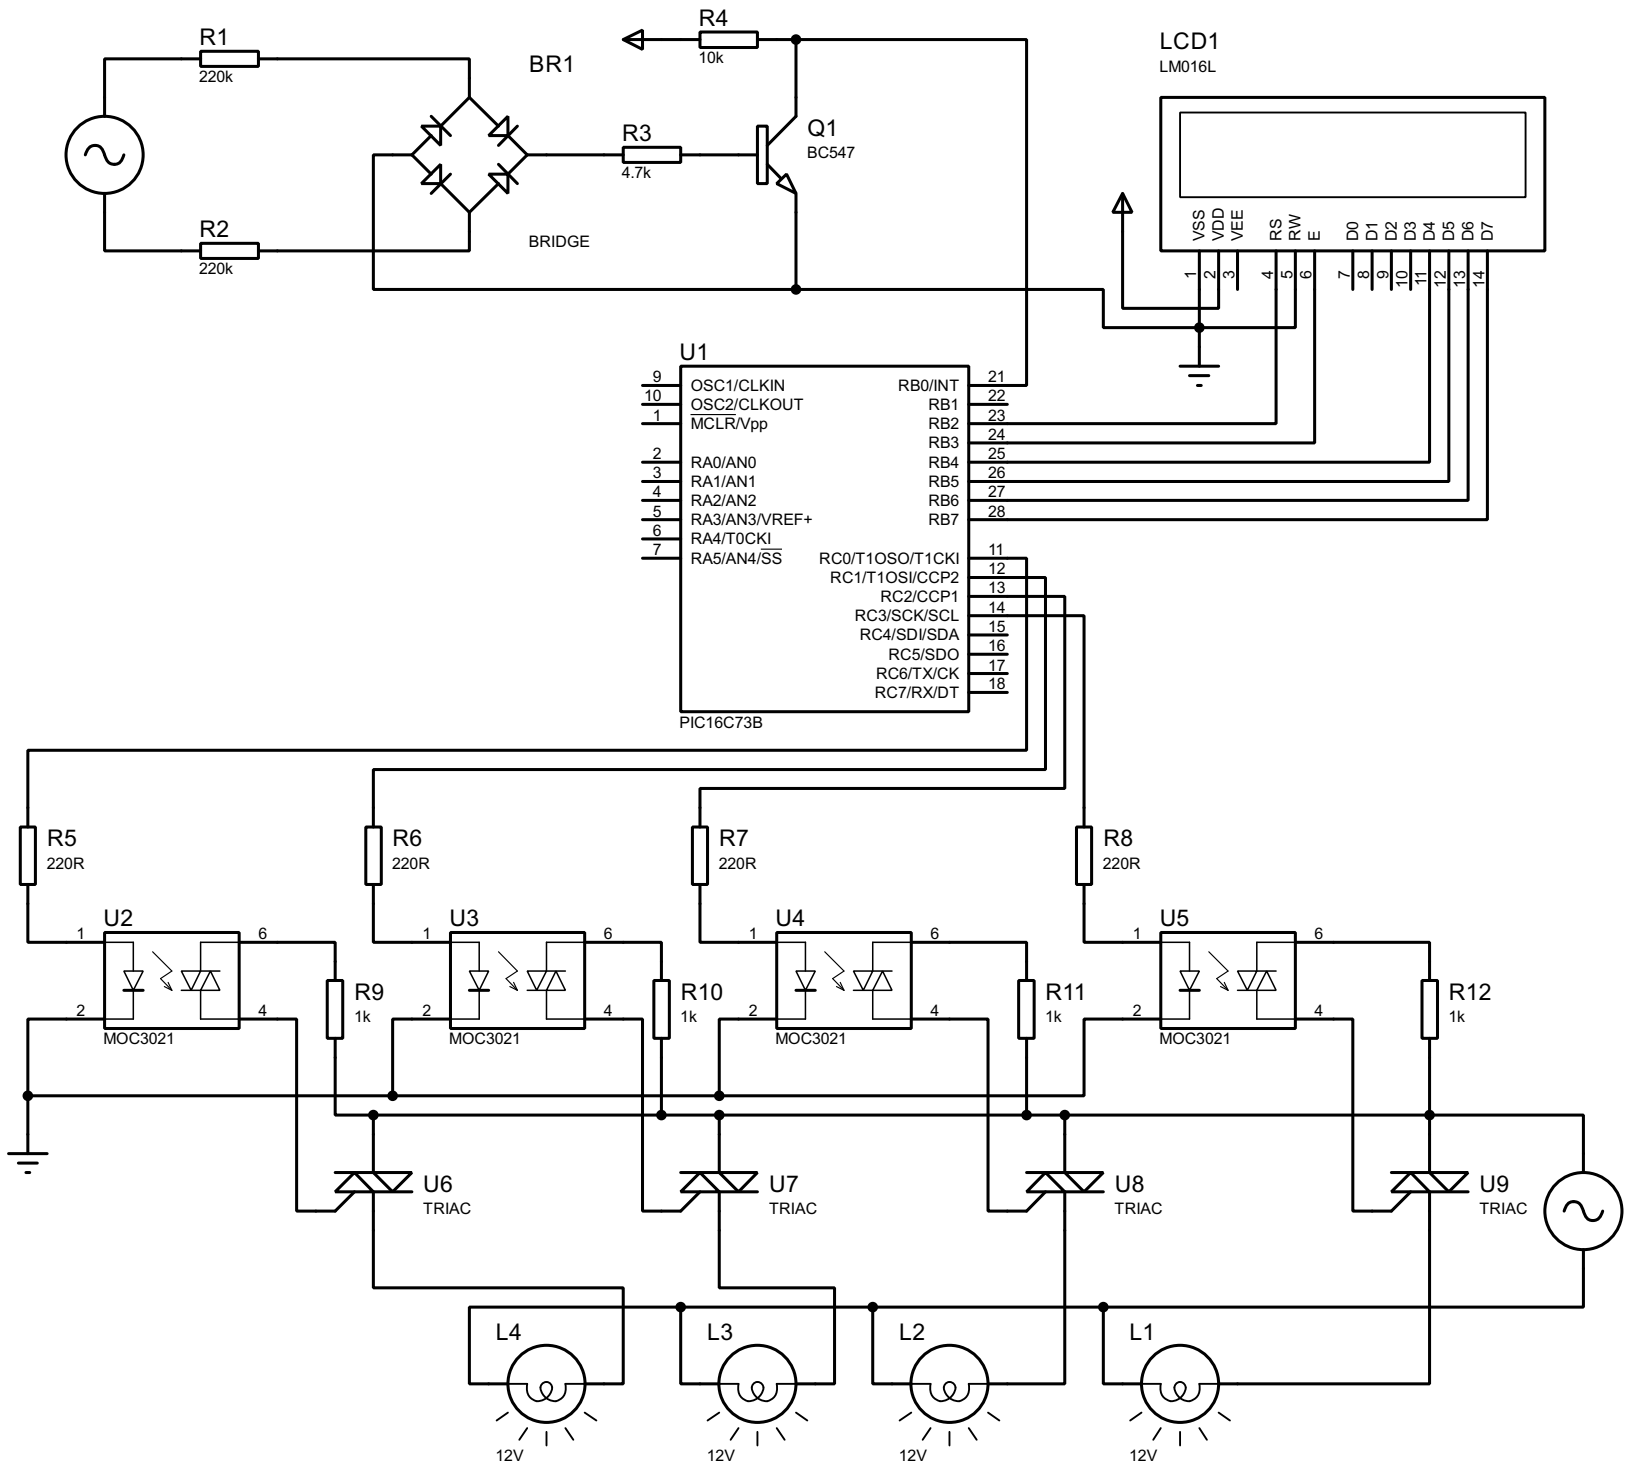 R1
220k
BR1
R4
10k
LCD1
LM016L
R3
4.7k
Q1
BC547
R2
220k
BRIDGE
VSS VDD VEE RS RW E D0 D1 D2 D3 D4 D5 D6 D7
1 2 3 4 5 6 7 8 9 10 11 12 13 14
U1
9 OSC1/CLKIN RB0/INT 21
10 OSC2/CLKOUT RB1 22
1 MCLR/Vpp RB2 23
RB3 24
2 RA0/AN0 RB4 25
3 RA1/AN1 RB5 26
4 RA2/AN2 RB6 27
5 RA3/AN3/VREF+ RB7 28
6 RA4/T0CKI
7 RA5/AN4/SS RC0/T1OSO/T1CKI 11
RC1/T1OSI/CCP2 12
RC2/CCP1 13
RC3/SCK/SCL 14
RC4/SDI/SDA 15
RC5/SDO 16
RC6/TX/CK 17
RC7/RX/DT 18
PIC16C73B
R5
220R
R6
220R
R7
220R
R8
220R
U2
1 6
2 4
MOC3021
R9
1k
U3
1 6
2 4
MOC3021
R10
1k
U4
1 6
2 4
MOC3021
R11
1k
U5
1 6
2 4
MOC3021
R12
1k
U6
TRIAC
U7
TRIAC
U8
TRIAC
U9
TRIAC
L4
12V
L3
12V
L2
12V
L1
12V